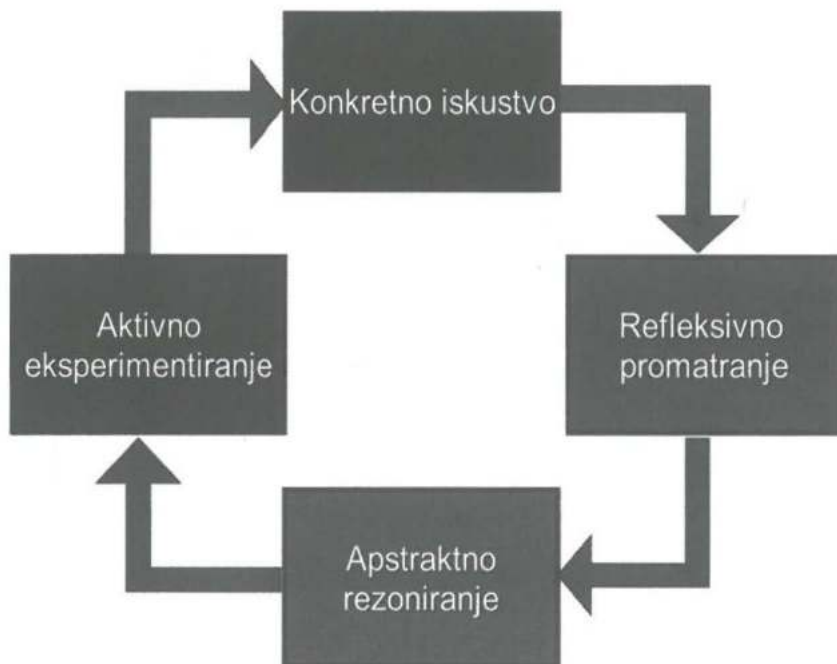 Konkretno iskustvo
Refleksivno
promatranje
Apstraktno
rezoniranje
Aktivno
eksperimentiranje